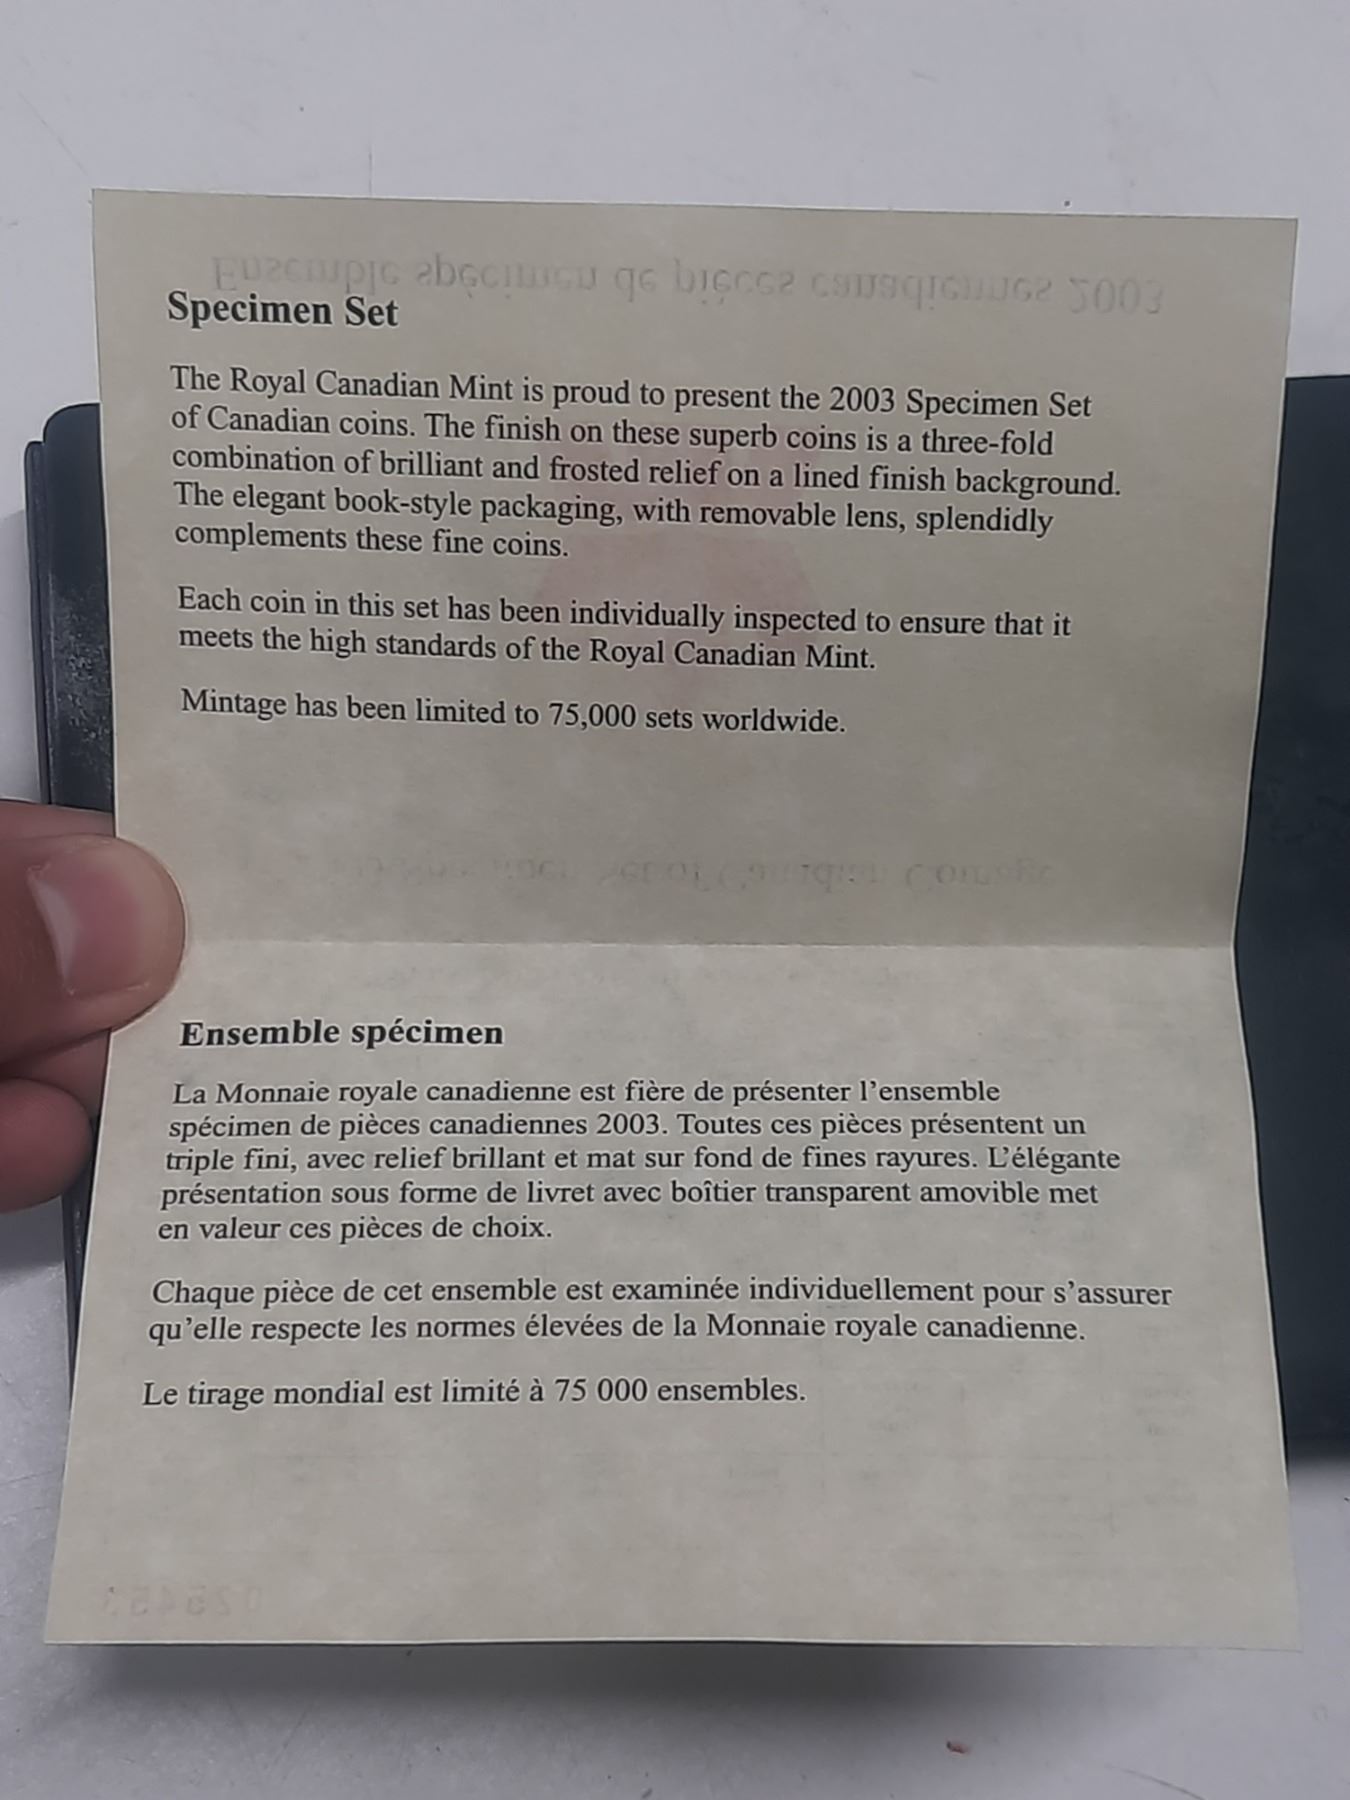 Ensemble spécimen de pièces canadiennes 2003
Specimen Set
The Royal Canadian Mint is proud to present the 2003 Specimen Set
of Canadian coins. The finish on these superb coins is a three-fold
combination of brilliant and frosted relief on a lined finish background.
The elegant book-style packaging, with removable lens, splendidly
complements these fine coins.
Each coin in this set has been individually inspected to ensure that it
meets the high standards of the Royal Canadian Mint.
Mintage has been limited to 75,000 sets worldwide.
Ensemble spécimen
La Monnaie royale canadienne est fière de présenter l’ensemble
spécimen de pièces canadiennes 2003. Toutes ces pièces présentent un
triple fini, avec relief brillant et mat sur fond de fines rayures. L’élégante
présentation sous forme de livret avec boîtier transparent amovible met
en valeur ces pièces de choix.
Chaque pièce de cet ensemble est examinée individuellement pour s’assurer
qu’elle respecte les normes élevées de la Monnaie royale canadienne.
Le tirage mondial est limité à 75 000 ensembles.